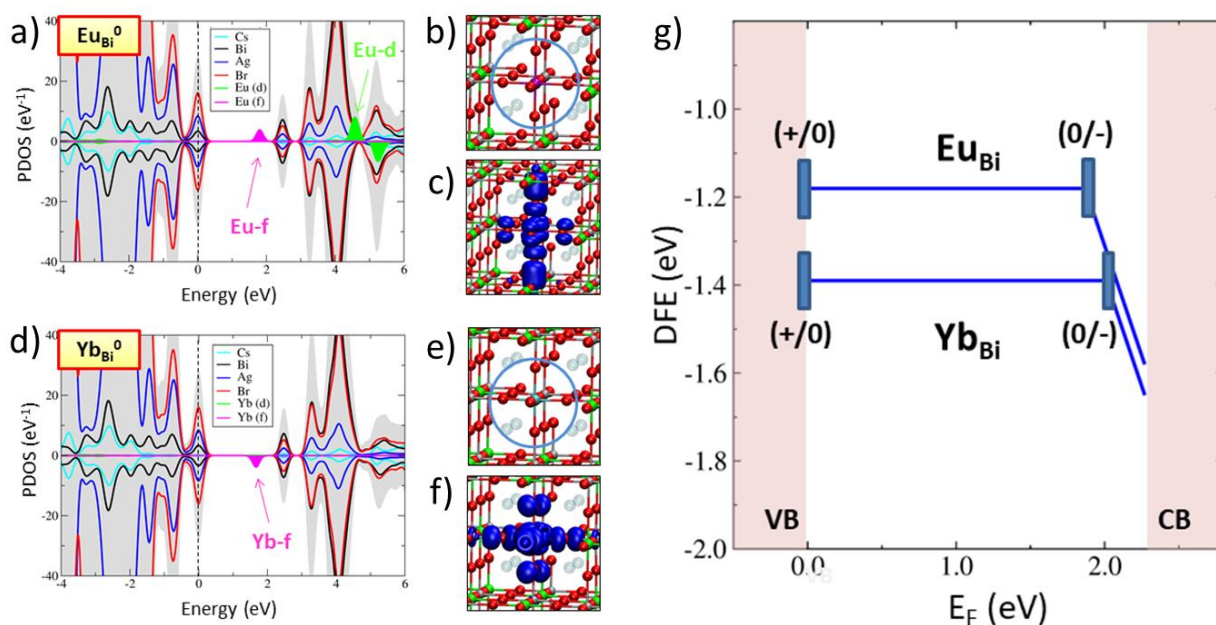 a)
Eu_Bi^0
PDOS (eV^-1)
40
20
0
-20
-40
Cs
Bi
Ag
Br
Eu (d)
Eu (f)
Eu-d
Eu-f
-4 -2 0 2 4 6
Energy (eV)
b)
c)
d)
Yb_Bi^0
PDOS (eV^-1)
40
20
0
-20
-40
Cs
Bi
Ag
Br
Yb (d)
Yb (f)
Yb-f
-4 -2 0 2 4 6
Energy (eV)
e)
f)
g)
DFE (eV)
-1.0
-1.2
-1.4
-1.6
-1.8
-2.0
(+/0) (0/-)
Eu_Bi
Yb_Bi
(+/0) (0/-)
VB CB
0.0 1.0 2.0
VB
E_F (eV)